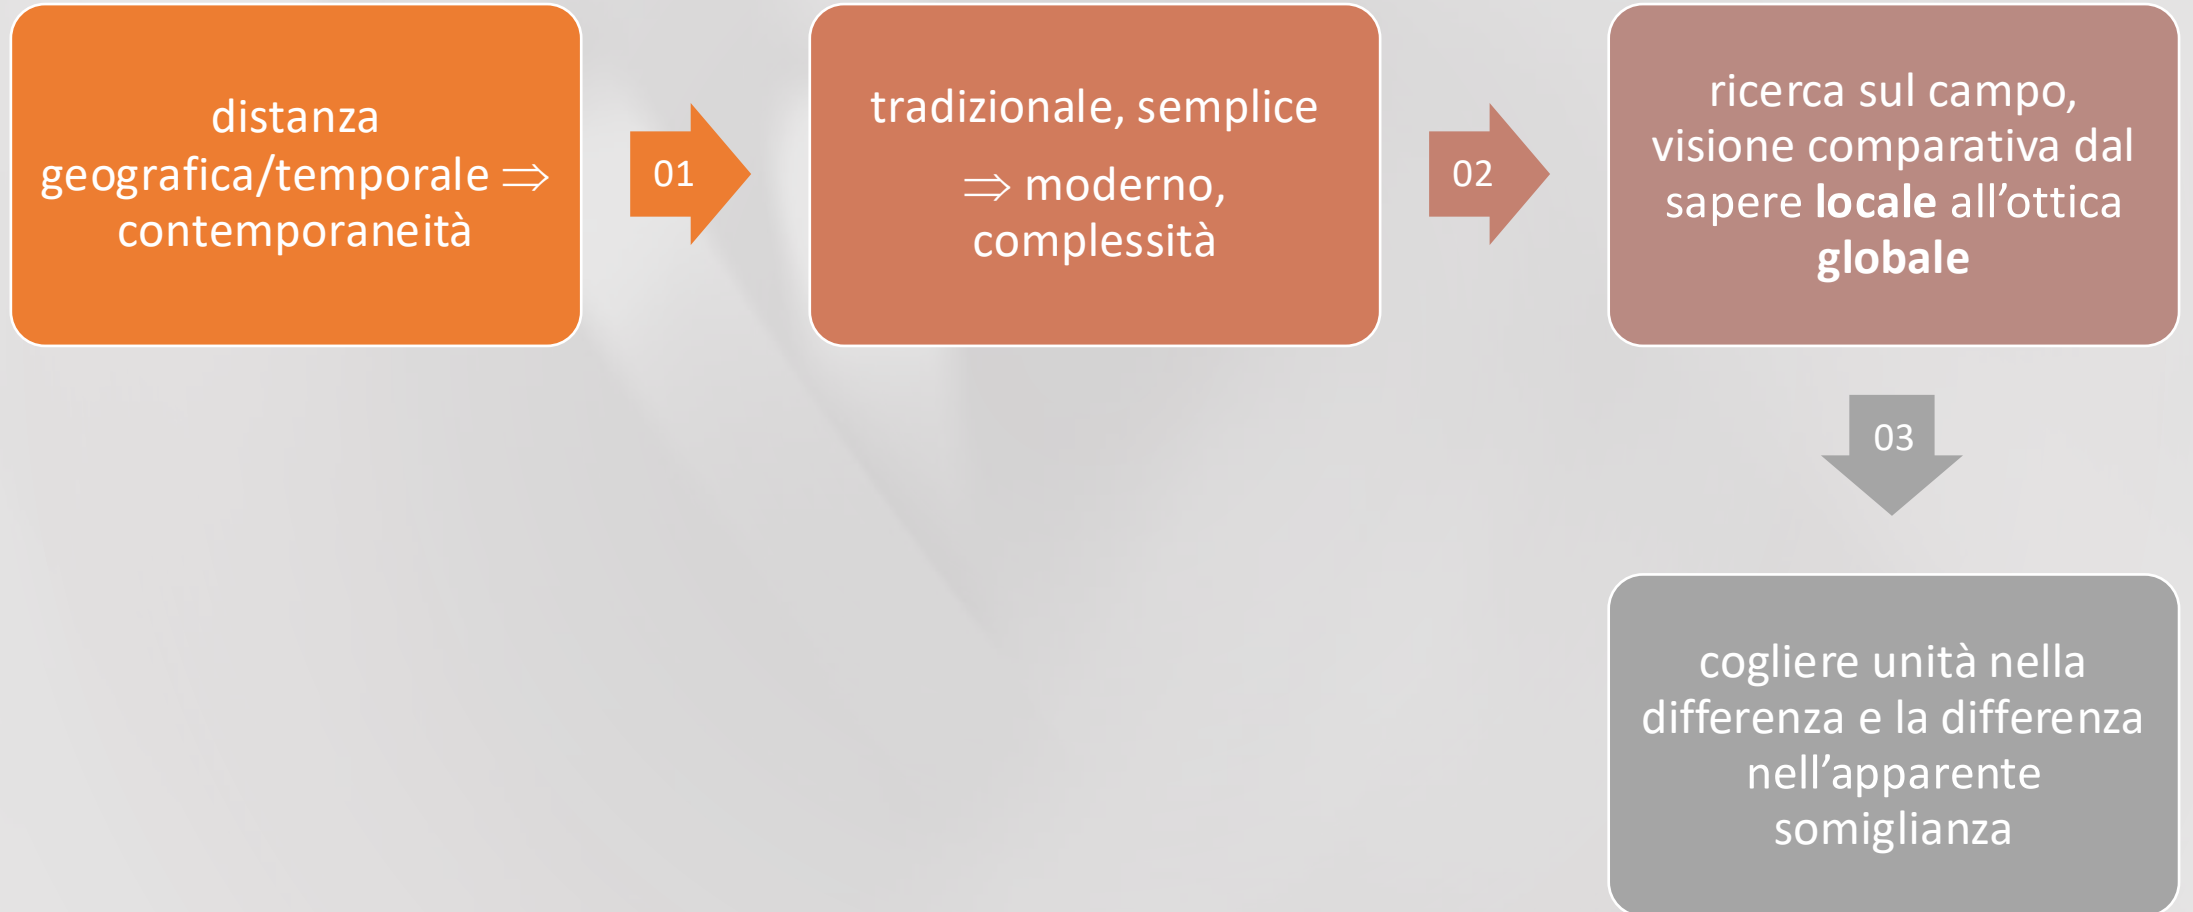 distanza
geografica/temporale ⇒
contemporaneità
01
tradizionale, semplice
⇒ moderno,
complessità
02
ricerca sul campo,
visione comparativa dal
sapere locale all’ottica
globale
03
cogliere unità nella
differenza e la differenza
nell’apparente
somiglianza